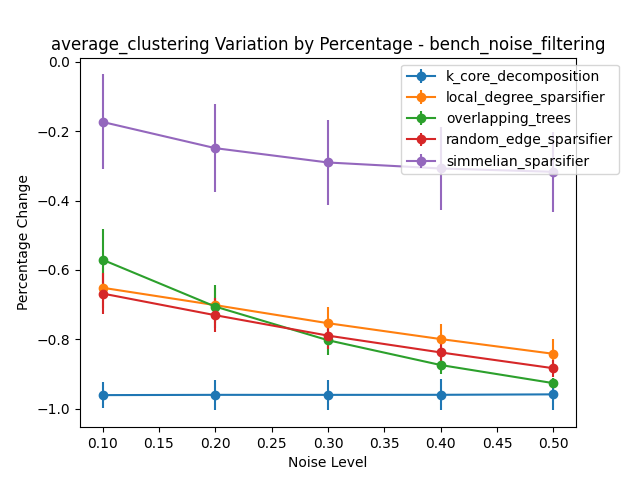 average_clustering Variation by Percentage - bench_noise_filtering
k_core_decomposition
local_degree_sparsifier
overlapping_trees
random_edge_sparsifier
simmelian_sparsifier
Percentage Change
0.0
−0.2
−0.4
−0.6
−0.8
−1.0
0.10 0.15 0.20 0.25 0.30 0.35 0.40 0.45 0.50
Noise Level